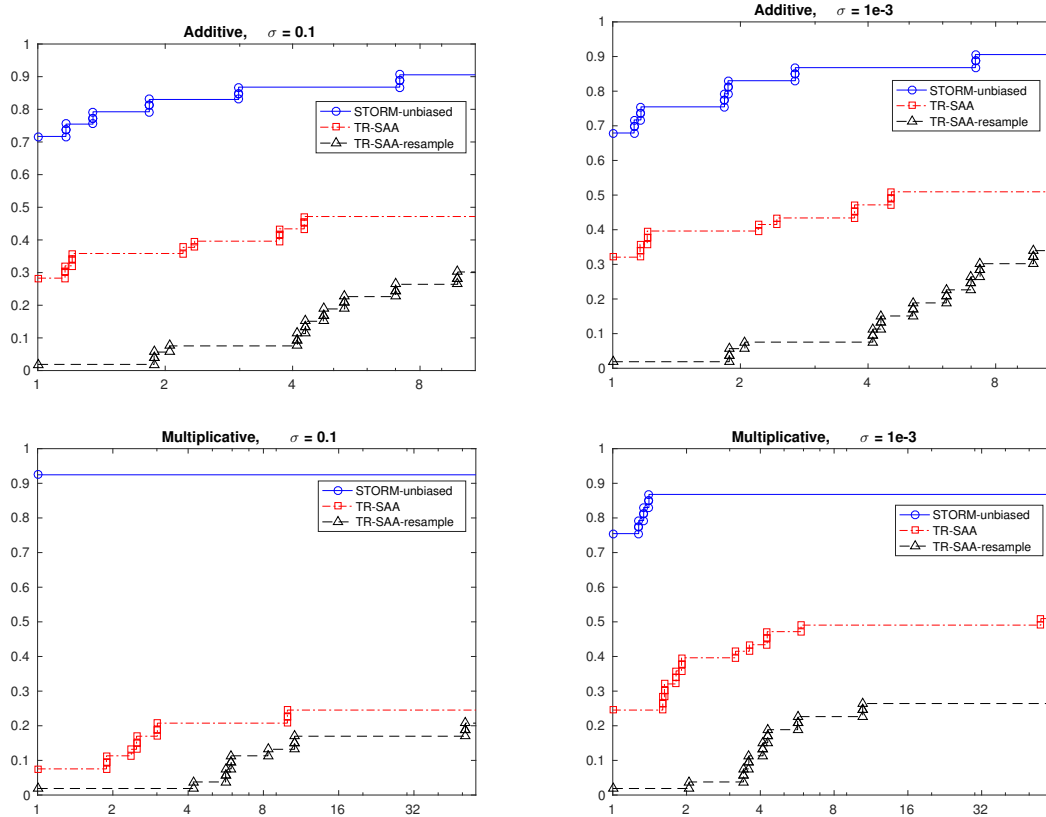 Additive, σ = 0.1
1
0.9
0.8
0.7
0.6
0.5
0.4
0.3
0.2
0.1
0
1 2 4 8
STORM-unbiased
TR-SAA
TR-SAA-resample
Additive, σ = 1e-3
1
0.9
0.8
0.7
0.6
0.5
0.4
0.3
0.2
0.1
0
1 2 4 8
STORM-unbiased
TR-SAA
TR-SAA-resample
Multiplicative, σ = 0.1
1
0.9
0.8
0.7
0.6
0.5
0.4
0.3
0.2
0.1
0
1 2 4 8 16 32
STORM-unbiased
TR-SAA
TR-SAA-resample
Multiplicative, σ = 1e-3
1
0.9
0.8
0.7
0.6
0.5
0.4
0.3
0.2
0.1
0
1 2 4 8 16 32
STORM-unbiased
TR-SAA
TR-SAA-resample